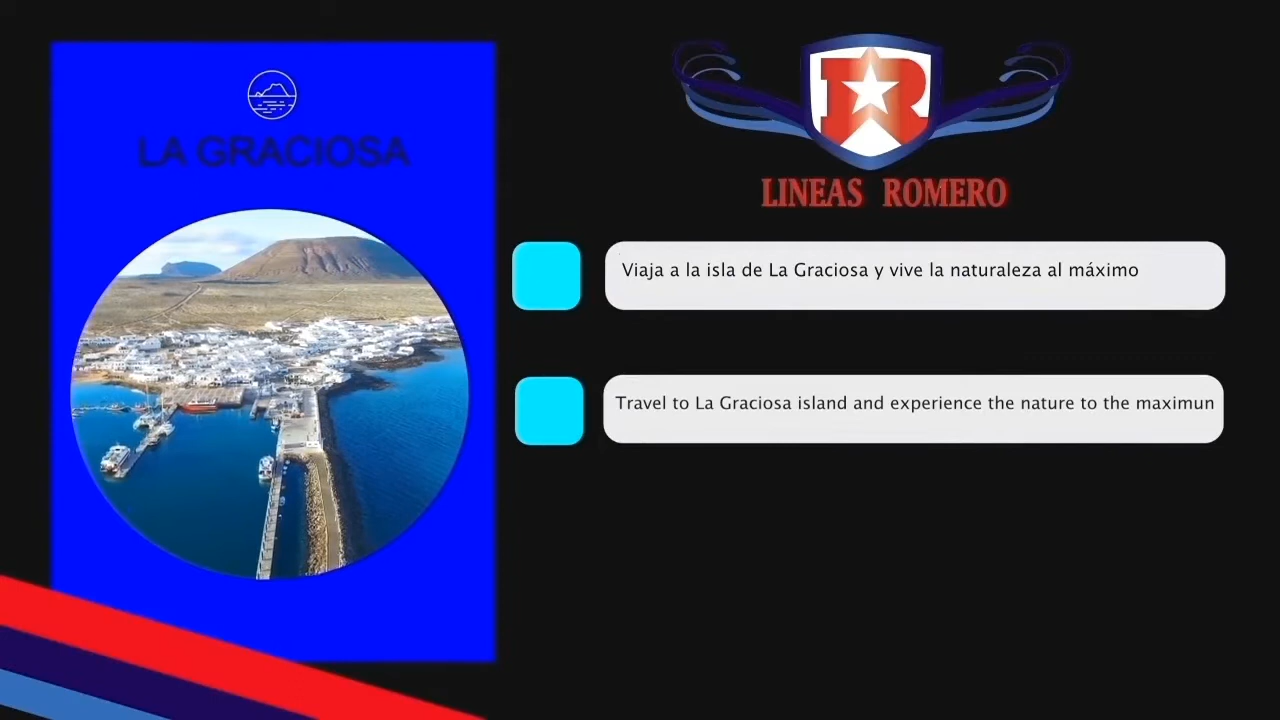 LA GRACIOSA
LINEAS ROMERO
Viaja a la isla de La Graciosa y vive la naturaleza al máximo
Travel to La Graciosa island and experience the nature to the maximun